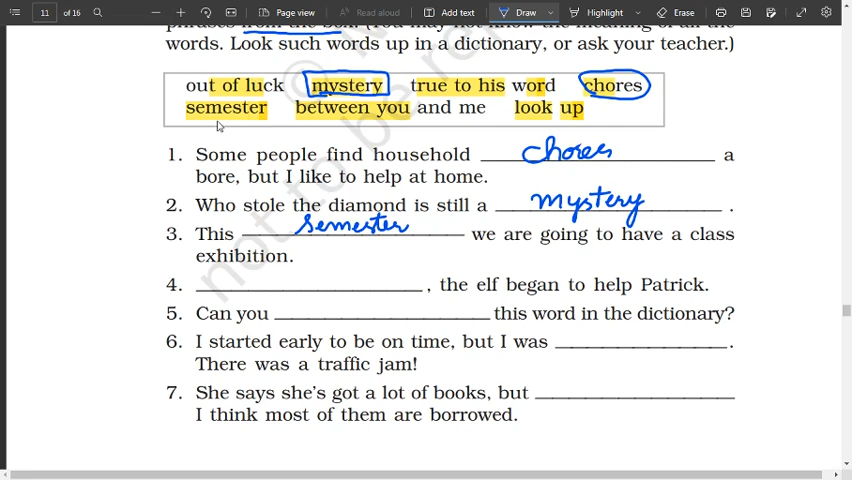 11 of 16 Page view Read aloud Add text Draw Highlight Erase
words. Look such words up in a dictionary, or ask your teacher.)
out of luck mystery true to his word chores
semester between you and me look up
1. Some people find household chores a
bore, but I like to help at home.
2. Who stole the diamond is still a mystery .
3. This semester we are going to have a class
exhibition.
4. , the elf began to help Patrick.
5. Can you this word in the dictionary?
6. I started early to be on time, but I was .
There was a traffic jam!
7. She says she's got a lot of books, but
I think most of them are borrowed.
not to be re